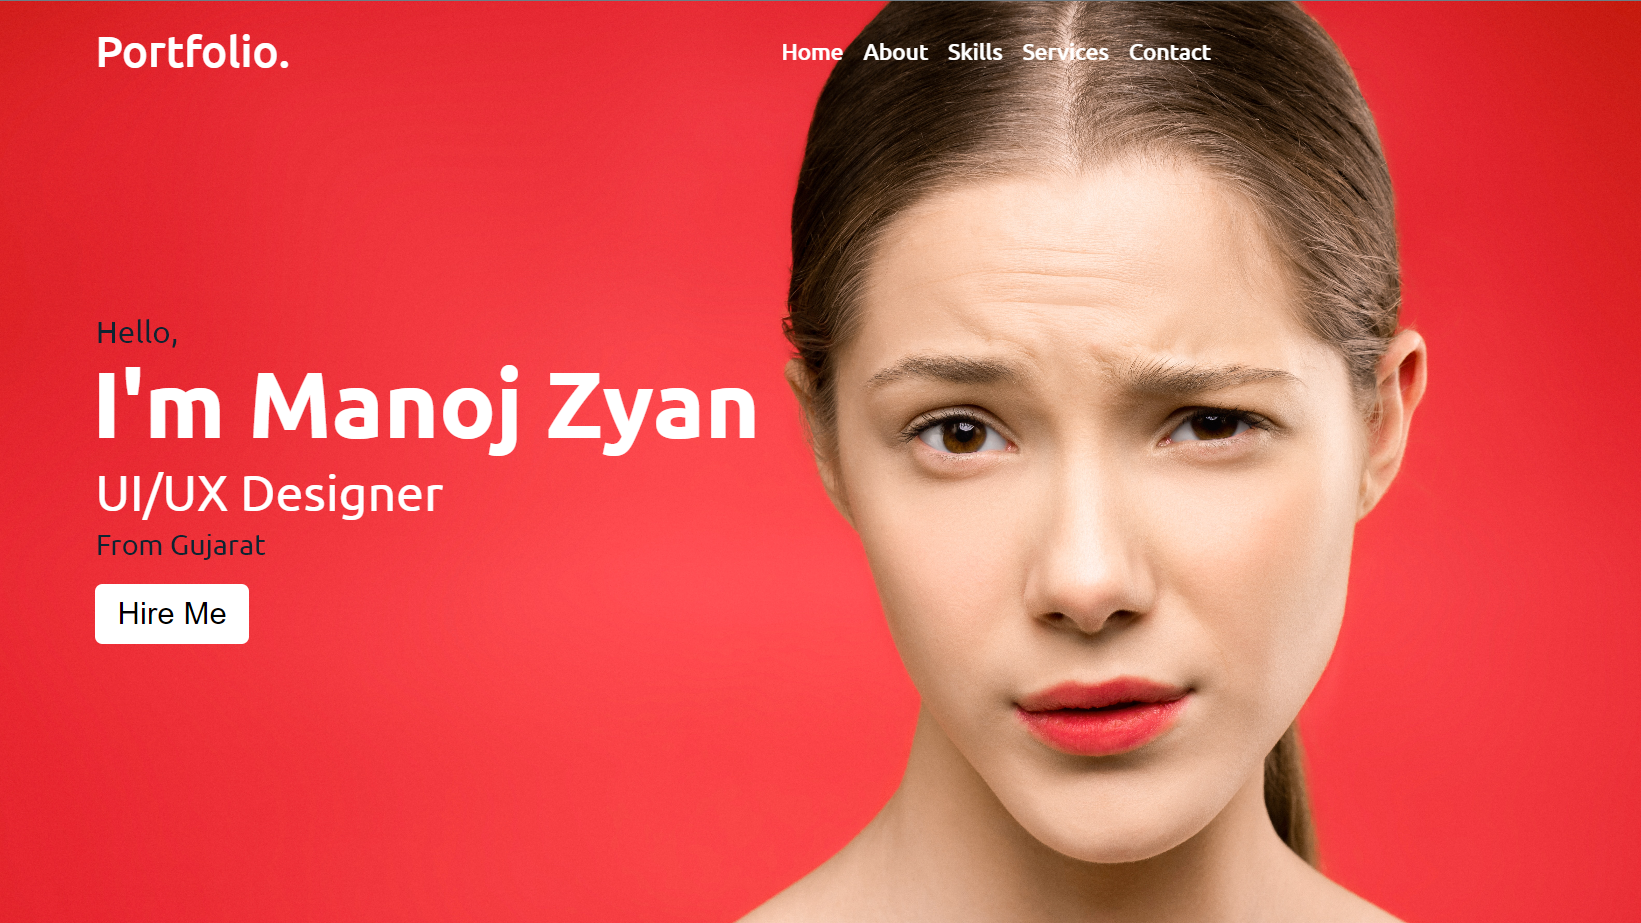 Portfolio.
Home About Skills Services Contact
Hello,
I'm Manoj Zyan
UI/UX Designer
From Gujarat
Hire Me